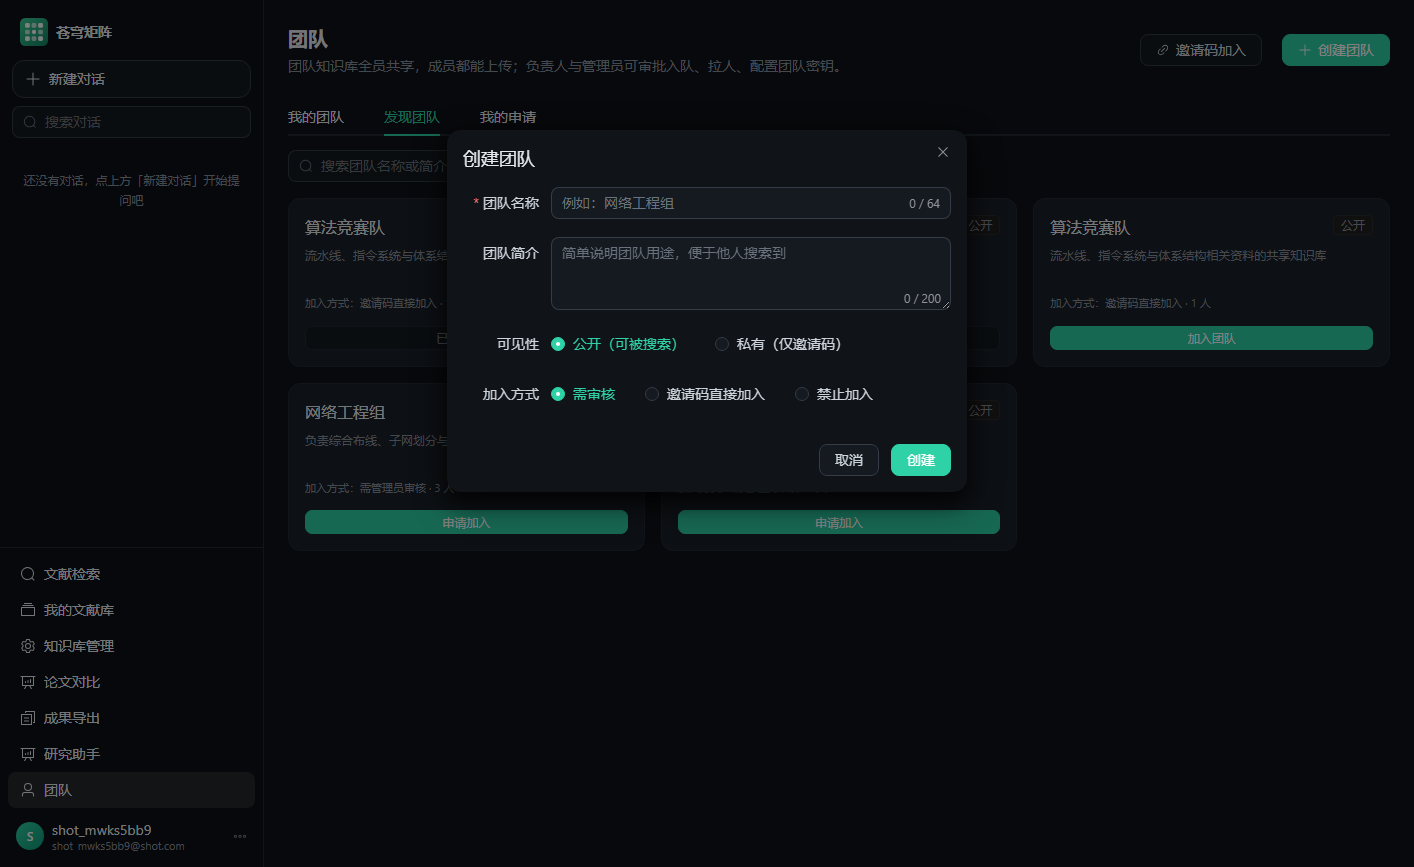 苍穹矩阵
新建对话
搜索对话
还没有对话，点上方「新建对话」开始提
问吧
文献检索
我的文献库
知识库管理
论文对比
成果导出
研究助手
团队
S
shot_mwks5bb9
shot_mwks5bb9@shot.com
团队
团队知识库全员共享，成员都能上传；负责人与管理员可审批入队、拉人、配置团队密钥。
邀请码加入
创建团队
我的团队 发现团队 我的申请
搜索团队名称或简介
算法竞赛队
流水线、指令系统与体系结
加入方式：邀请码直接加入 ·
已
公开
算法竞赛队
公开
流水线、指令系统与体系结构相关资料的共享知识库
加入方式：邀请码直接加入 · 1 人
加入团队
网络工程组
负责综合布线、子网划分与
加入方式：需管理员审核 · 3 人
申请加入
公开
申请加入
创建团队
* 团队名称
例如：网络工程组
0 / 64
团队简介
简单说明团队用途，便于他人搜索到
0 / 200
可见性 公开（可被搜索） 私有（仅邀请码）
加入方式 需审核 邀请码直接加入 禁止加入
取消 创建